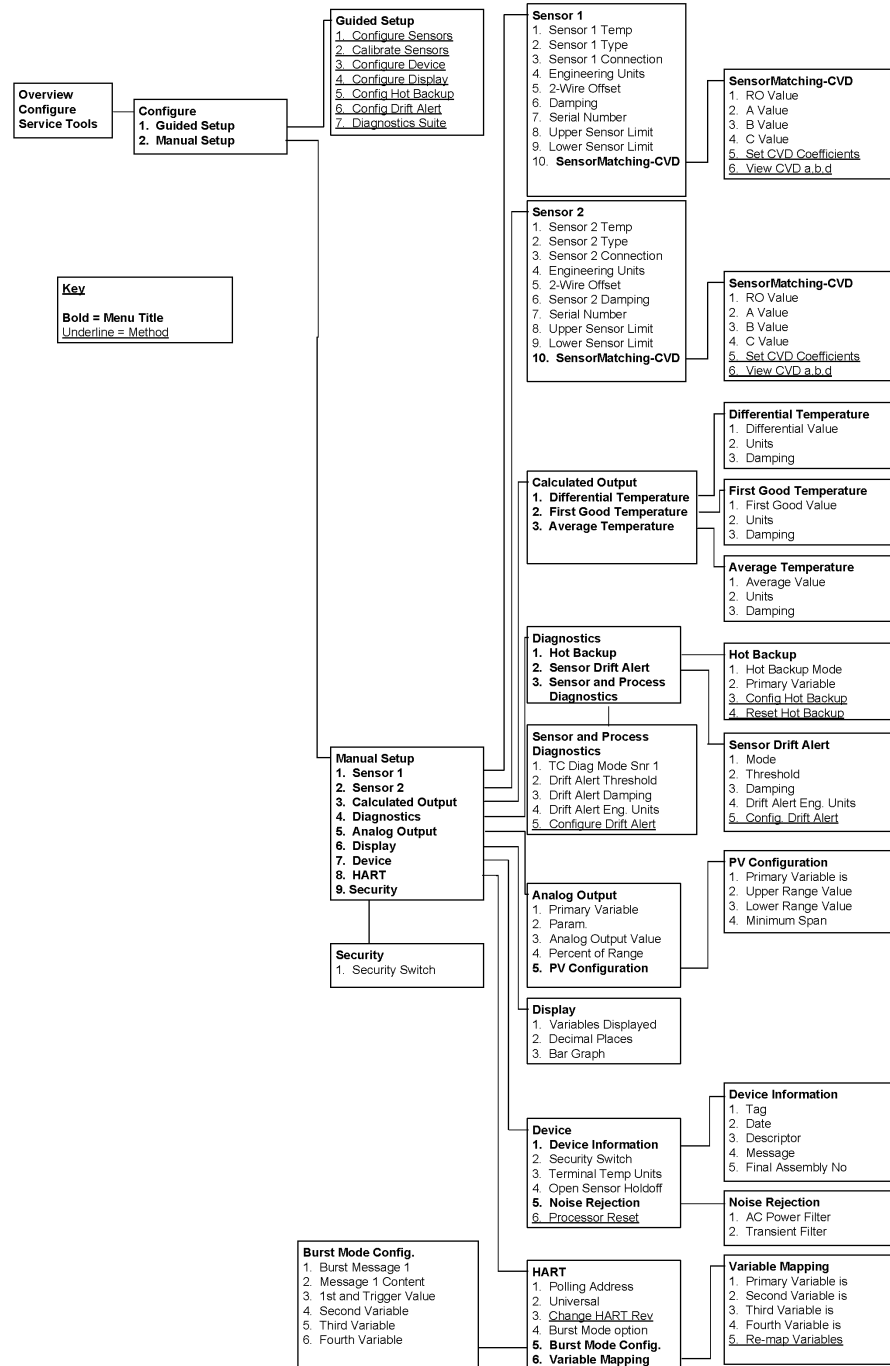 Overview
Configure
Service Tools
Configure
1. Guided Setup
2. Manual Setup
Guided Setup
1. Configure Sensors
2. Calibrate Sensors
3. Configure Device
4. Configure Display
5. Config Hot Backup
6. Config Drift Alert
7. Diagnostics Suite
Key
Bold = Menu Title
Underline = Method
Sensor 1
1. Sensor 1 Temp
2. Sensor 1 Type
3. Sensor 1 Connection
4. Engineering Units
5. 2-Wire Offset
6. Damping
7. Serial Number
8. Upper Sensor Limit
9. Lower Sensor Limit
10. SensorMatching-CVD
SensorMatching-CVD
1. RO Value
2. A Value
3. B Value
4. C Value
5. Set CVD Coefficients
6. View CVD a,b,d
Sensor 2
1. Sensor 2 Temp
2. Sensor 2 Type
3. Sensor 2 Connection
4. Engineering Units
5. 2-Wire Offset
6. Sensor 2 Damping
7. Serial Number
8. Upper Sensor Limit
9. Lower Sensor Limit
10. SensorMatching-CVD
SensorMatching-CVD
1. RO Value
2. A Value
3. B Value
4. C Value
5. Set CVD Coefficients
6. View CVD a,b,d
Calculated Output
1. Differential Temperature
2. First Good Temperature
3. Average Temperature
Differential Temperature
1. Differential Value
2. Units
3. Damping
First Good Temperature
1. First Good Value
2. Units
3. Damping
Average Temperature
1. Average Value
2. Units
3. Damping
Diagnostics
1. Hot Backup
2. Sensor Drift Alert
3. Sensor and Process
Diagnostics
Hot Backup
1. Hot Backup Mode
2. Primary Variable
3. Config Hot Backup
4. Reset Hot Backup
Sensor and Process
Diagnostics
1. TC Diag Mode Snr 1
2. Drift Alert Threshold
3. Drift Alert Damping
4. Drift Alert Eng. Units
5. Configure Drift Alert
Sensor Drift Alert
1. Mode
2. Threshold
3. Damping
4. Drift Alert Eng. Units
5. Config. Drift Alert
Manual Setup
1. Sensor 1
2. Sensor 2
3. Calculated Output
4. Diagnostics
5. Analog Output
6. Display
7. Device
8. HART
9. Security
Security
1. Security Switch
Analog Output
1. Primary Variable
2. Param.
3. Analog Output Value
4. Percent of Range
5. PV Configuration
PV Configuration
1. Primary Variable is
2. Upper Range Value
3. Lower Range Value
4. Minimum Span
Display
1. Variables Displayed
2. Decimal Places
3. Bar Graph
Device
1. Device Information
2. Security Switch
3. Terminal Temp Units
4. Open Sensor Holdoff
5. Noise Rejection
6. Processor Reset
Device Information
1. Tag
2. Date
3. Descriptor
4. Message
5. Final Assembly No
Noise Rejection
1. AC Power Filter
2. Transient Filter
Burst Mode Config.
1. Burst Message 1
2. Message 1 Content
3. 1st and Trigger Value
4. Second Variable
5. Third Variable
6. Fourth Variable
HART
1. Polling Address
2. Universal
3. Change HART Rev
4. Burst Mode option
5. Burst Mode Config.
6. Variable Mapping
Variable Mapping
1. Primary Variable is
2. Second Variable is
3. Third Variable is
4. Fourth Variable is
5. Re-map Variables